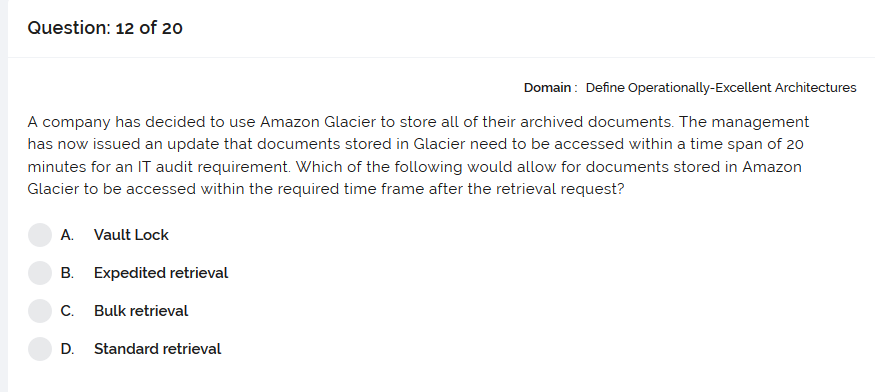 Question: 12 of 20
Domain : Define Operationally-Excellent Architectures
A company has decided to use Amazon Glacier to store all of their archived documents. The management
has now issued an update that documents stored in Glacier need to be accessed within a time span of 20
minutes for an IT audit requirement. Which of the following would allow for documents stored in Amazon
Glacier to be accessed within the required time frame after the retrieval request?
A. Vault Lock
B. Expedited retrieval
C. Bulk retrieval
D. Standard retrieval